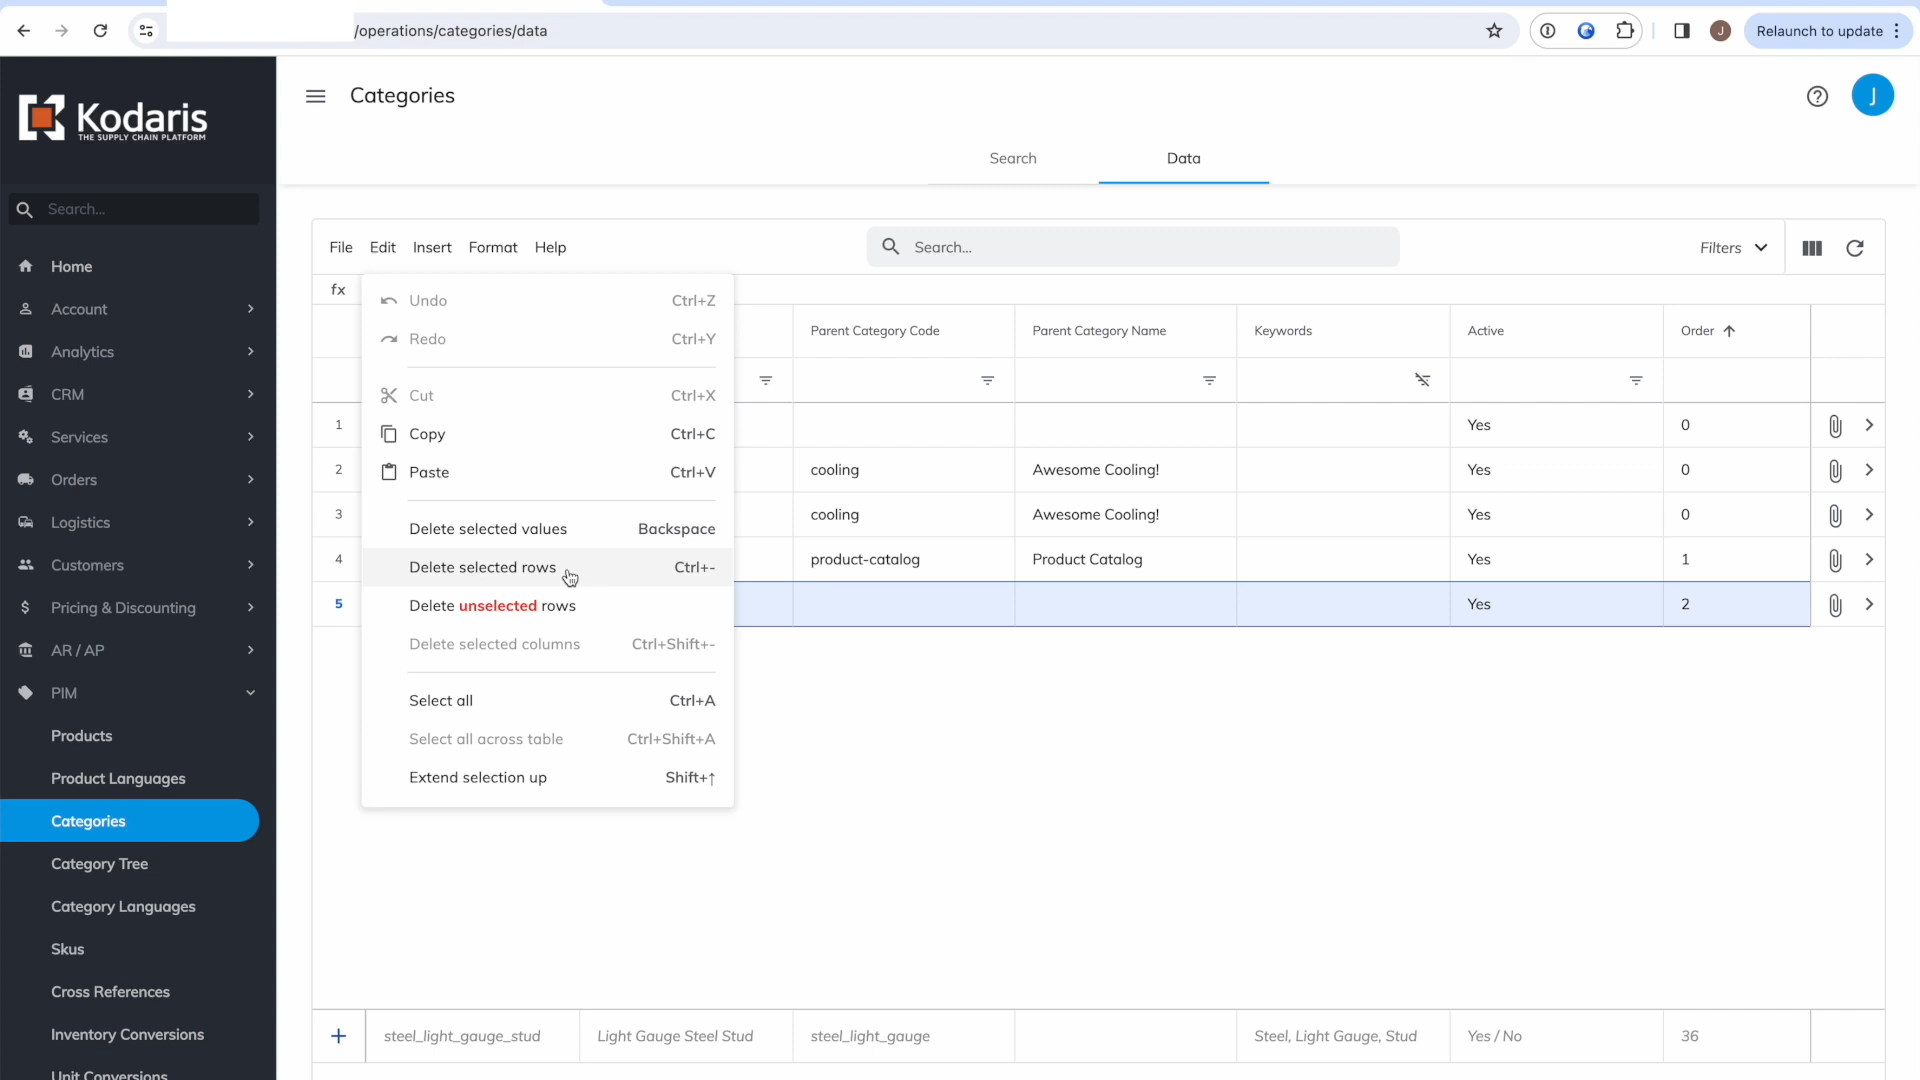 /operations/categories/data
J
Relaunch to update
Kodaris
THE SUPPLY CHAIN PLATFORM
Categories
J
Search
Data
Search...
Home
Account
Analytics
CRM
Services
Orders
Logistics
Customers
Pricing & Discounting
AR / AP
PIM
Products
Product Languages
Categories
Category Tree
Category Languages
Skus
Cross References
Inventory Conversions
Unit Conversions
File Edit Insert Format Help
Search...
Filters
fx
Undo Ctrl+Z
Redo Ctrl+Y
Cut Ctrl+X
Copy Ctrl+C
Paste Ctrl+V
Delete selected values Backspace
Delete selected rows Ctrl+-
Delete unselected rows
Delete selected columns Ctrl+Shift+-
Select all Ctrl+A
Select all across table Ctrl+Shift+A
Extend selection up Shift+↑
Parent Category Code Parent Category Name Keywords Active Order
1 Yes 0
2 cooling Awesome Cooling! Yes 0
3 cooling Awesome Cooling! Yes 0
4 product-catalog Product Catalog Yes 1
5 Yes 2
+ steel_light_gauge_stud Light Gauge Steel Stud steel_light_gauge Steel, Light Gauge, Stud Yes / No 36